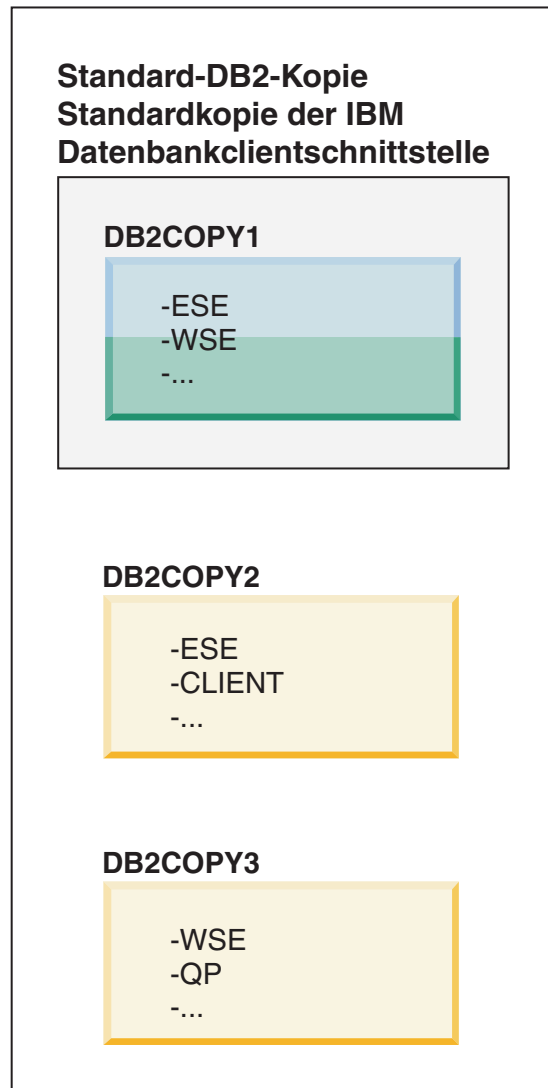 Standard-DB2-Kopie
Standardkopie der IBM
Datenbankclientschnittstelle
DB2COPY1
-ESE
-WSE
-...
DB2COPY2
-ESE
-CLIENT
-...
DB2COPY3
-WSE
-QP
-...